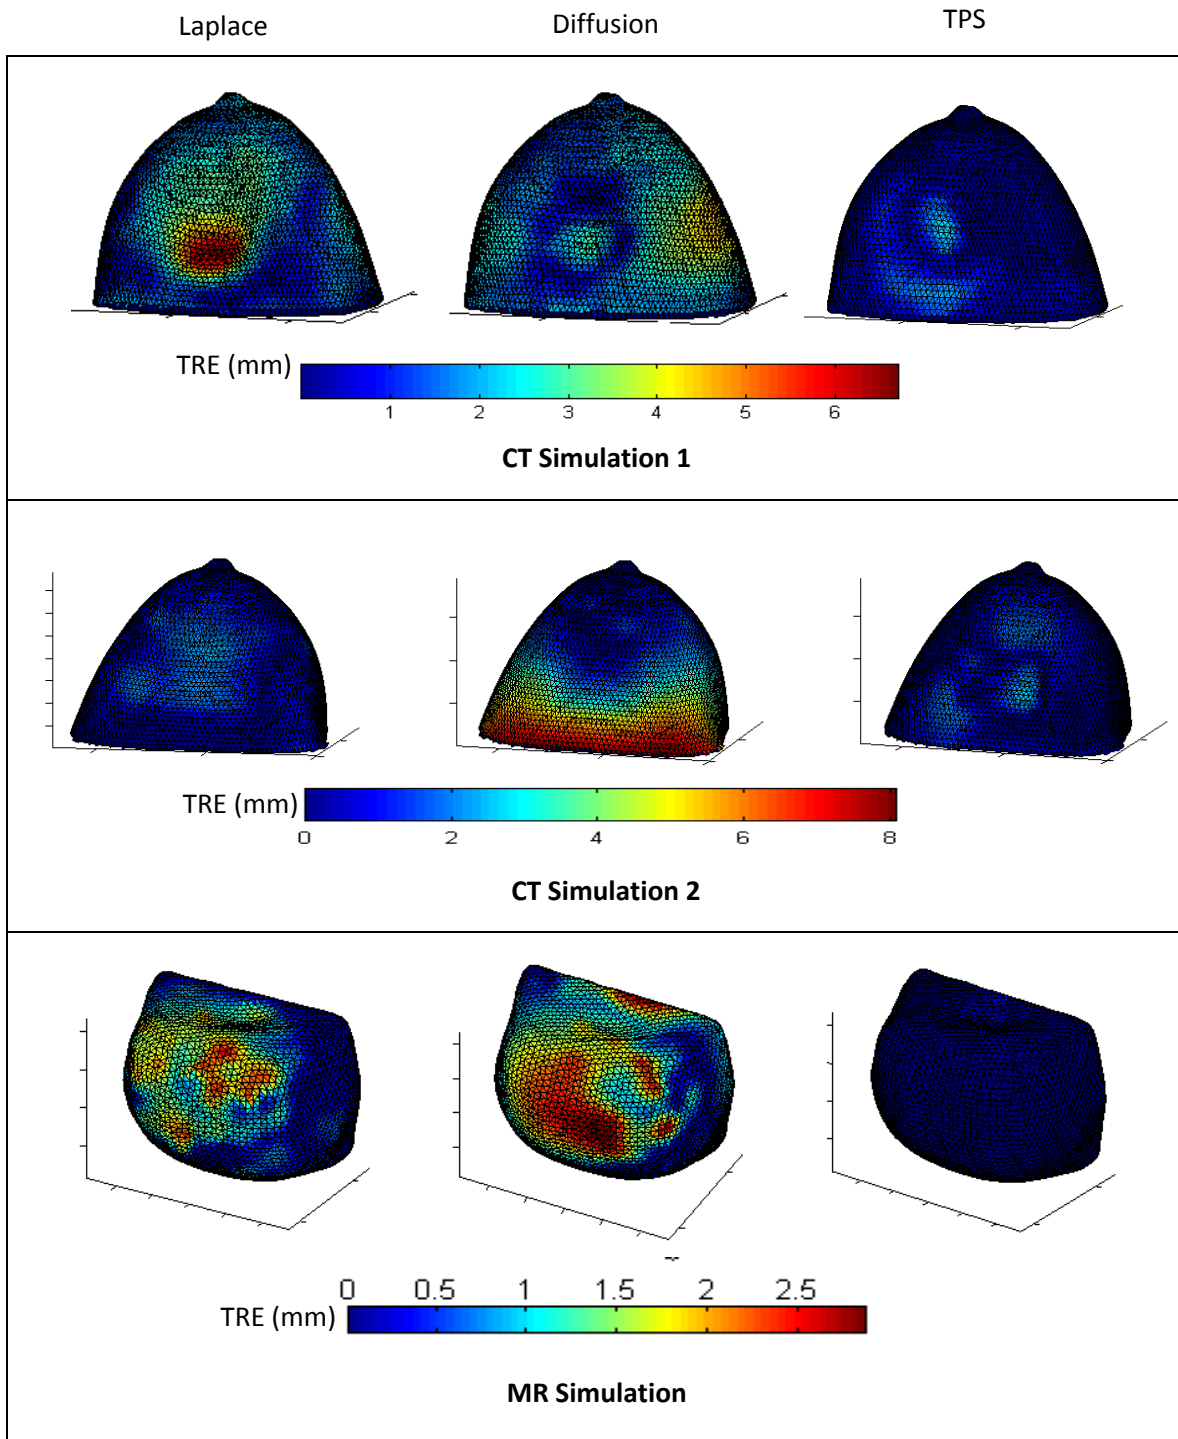 Laplace Diffusion TPS
TRE (mm)
1 2 3 4 5 6
CT Simulation 1
TRE (mm)
0 2 4 6 8
CT Simulation 2
0 0.5 1 1.5 2 2.5
TRE (mm)
MR Simulation